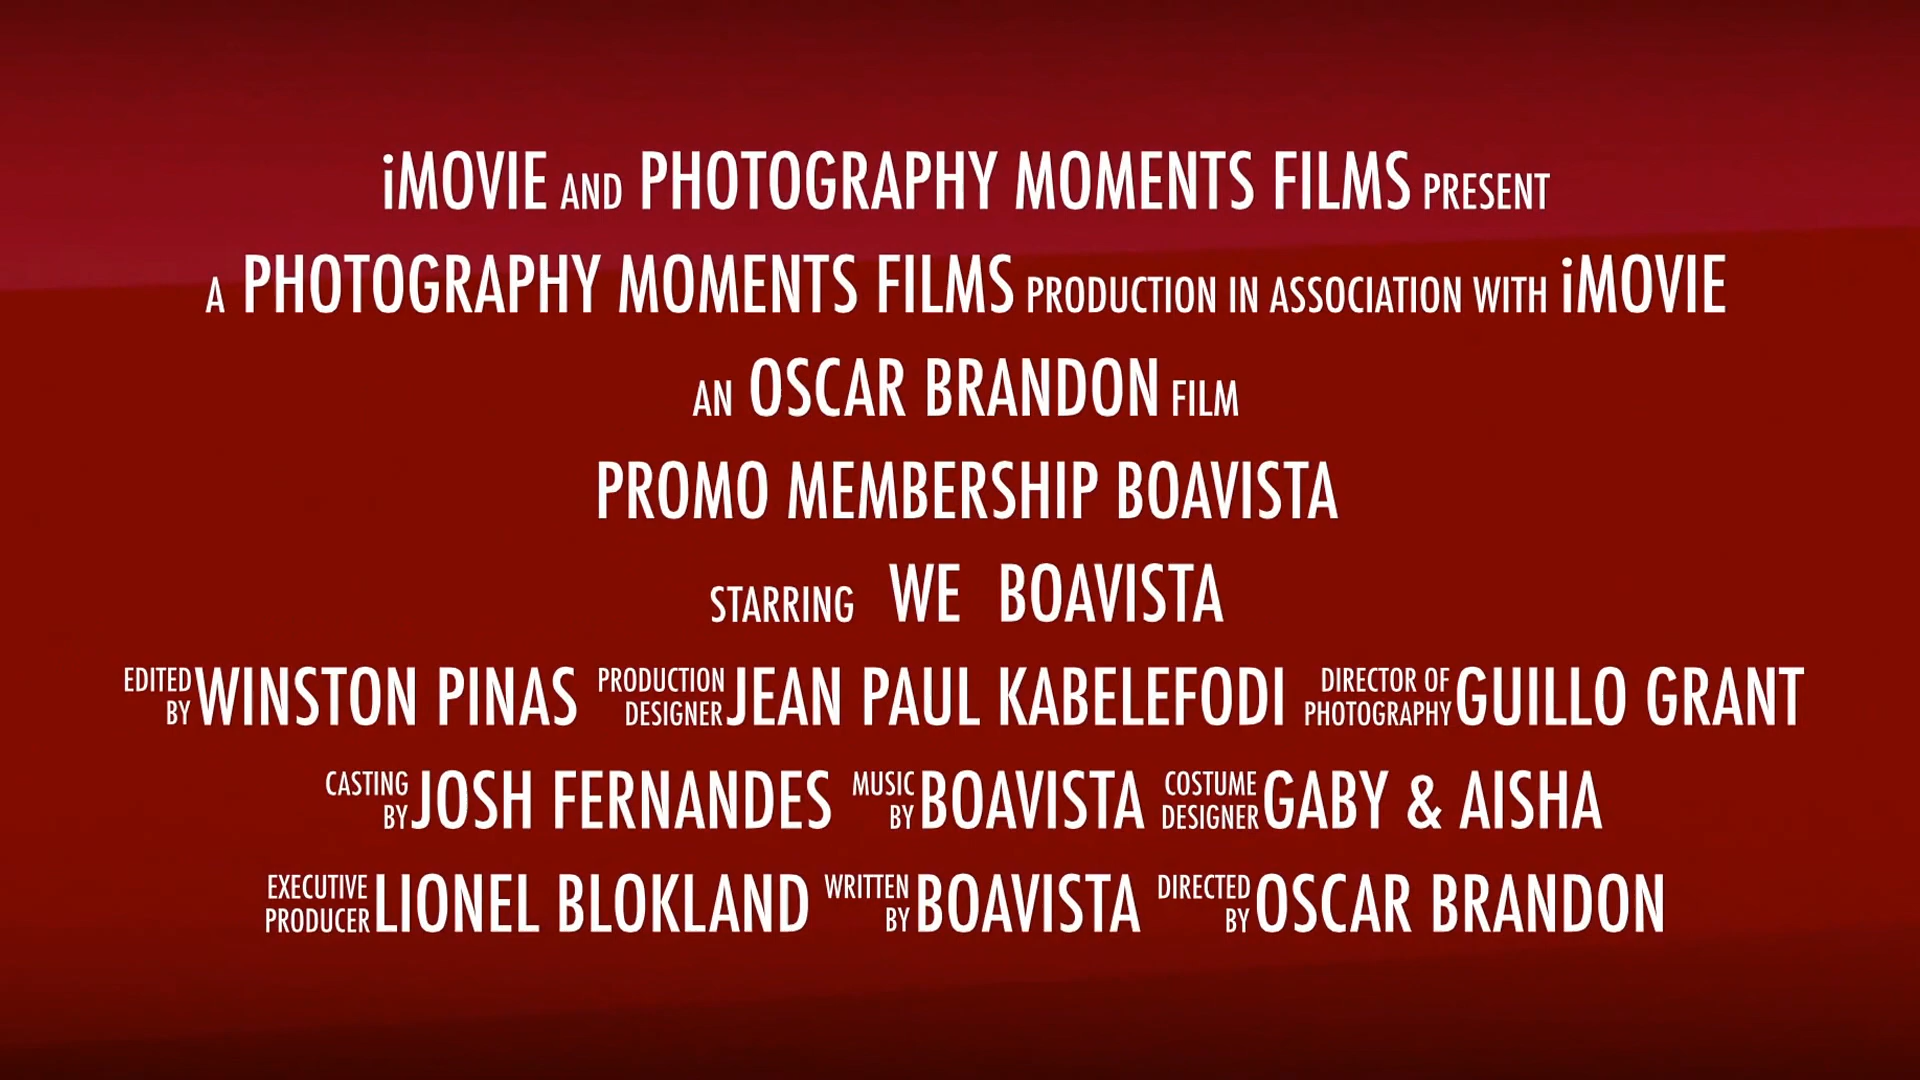 iMOVIE AND PHOTOGRAPHY MOMENTS FILMS PRESENT
A PHOTOGRAPHY MOMENTS FILMS PRODUCTION IN ASSOCIATION WITH iMOVIE
AN OSCAR BRANDON FILM
PROMO MEMBERSHIP BOAVISTA
STARRING WE BOAVISTA
EDITED BY WINSTON PINAS PRODUCTION DESIGNER JEAN PAUL KABELEFODI DIRECTOR OF PHOTOGRAPHY GUILLO GRANT
CASTING BY JOSH FERNANDES MUSIC BY BOAVISTA COSTUME DESIGNER GABY & AISHA
EXECUTIVE PRODUCER LIONEL BLOKLAND WRITTEN BY BOAVISTA DIRECTED BY OSCAR BRANDON